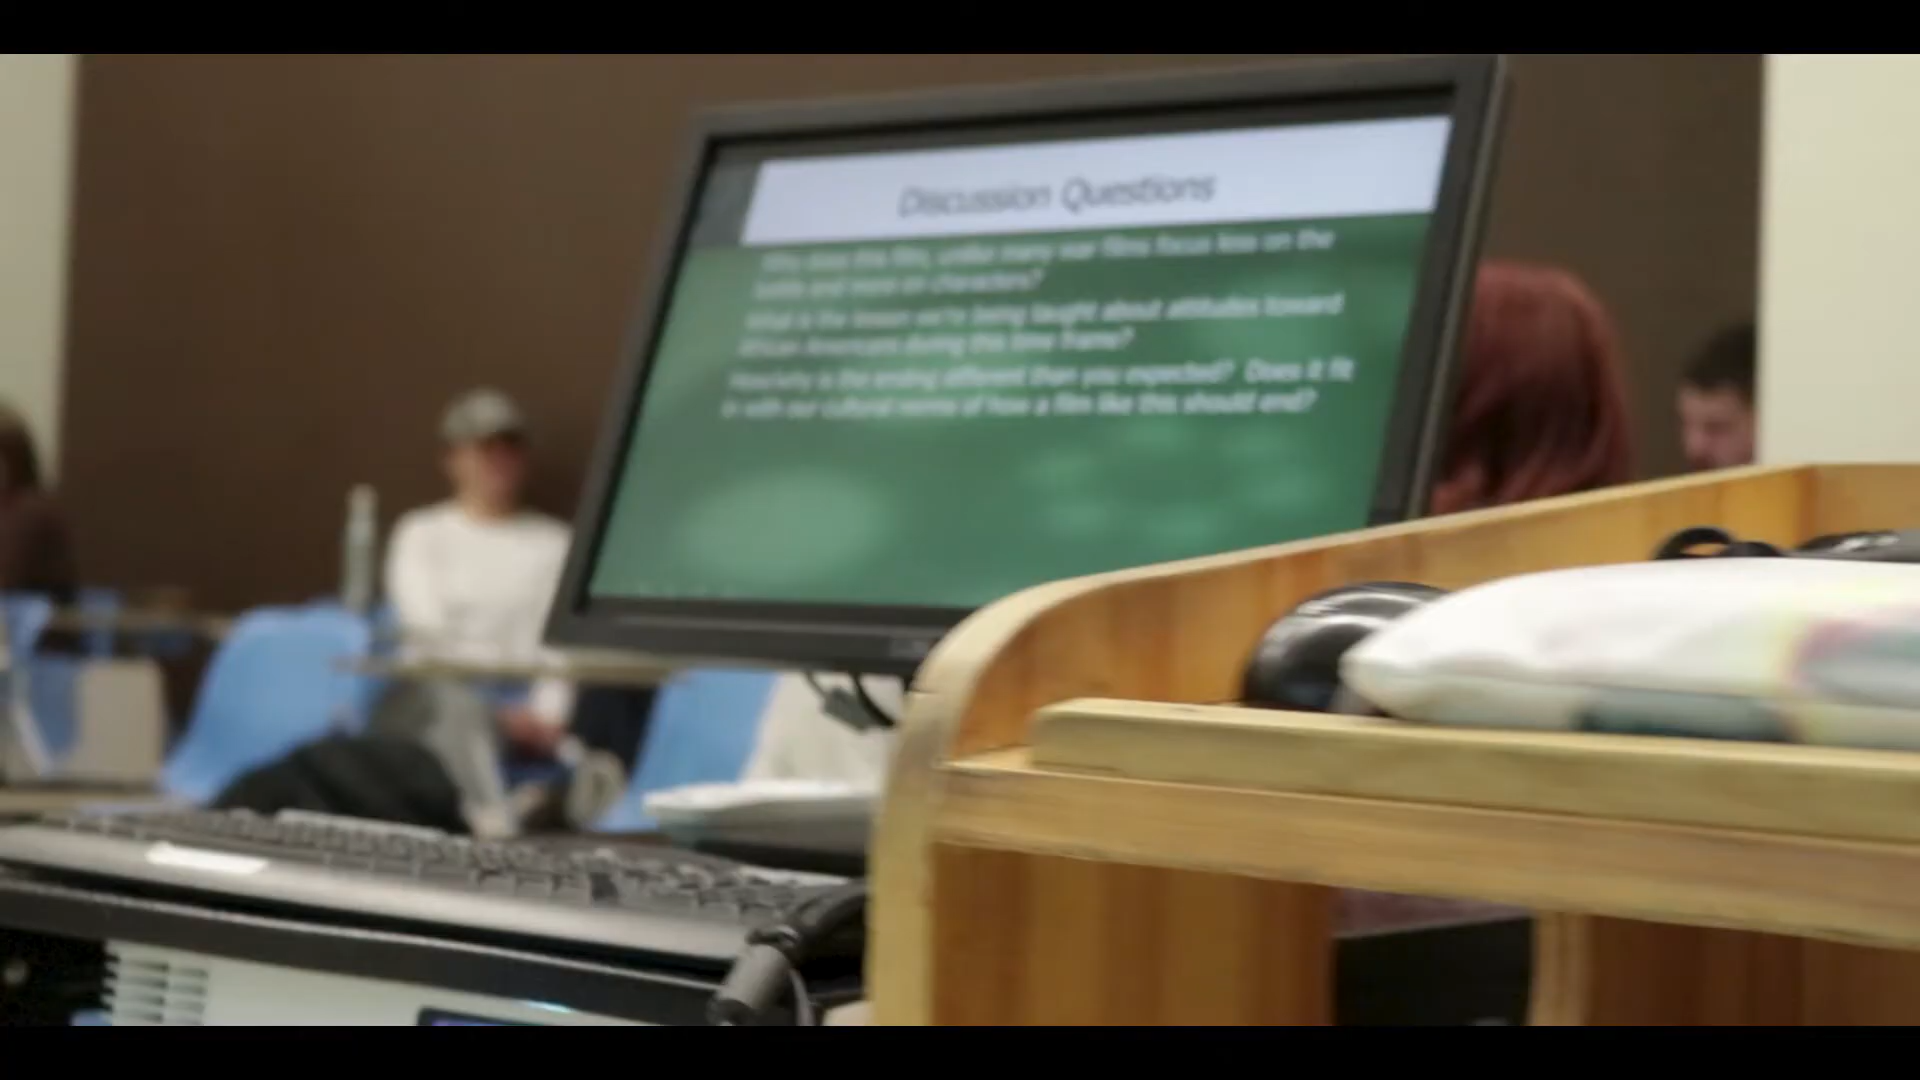 Discussion Questions
Why does this film, unlike many war films focus less on the
battle and more on characters?
What is the lesson we're being taught about attitudes toward
African Americans during this time frame?
How/why is the ending different than you expected? Does it fit
in with our cultural norms of how a film like this should end?